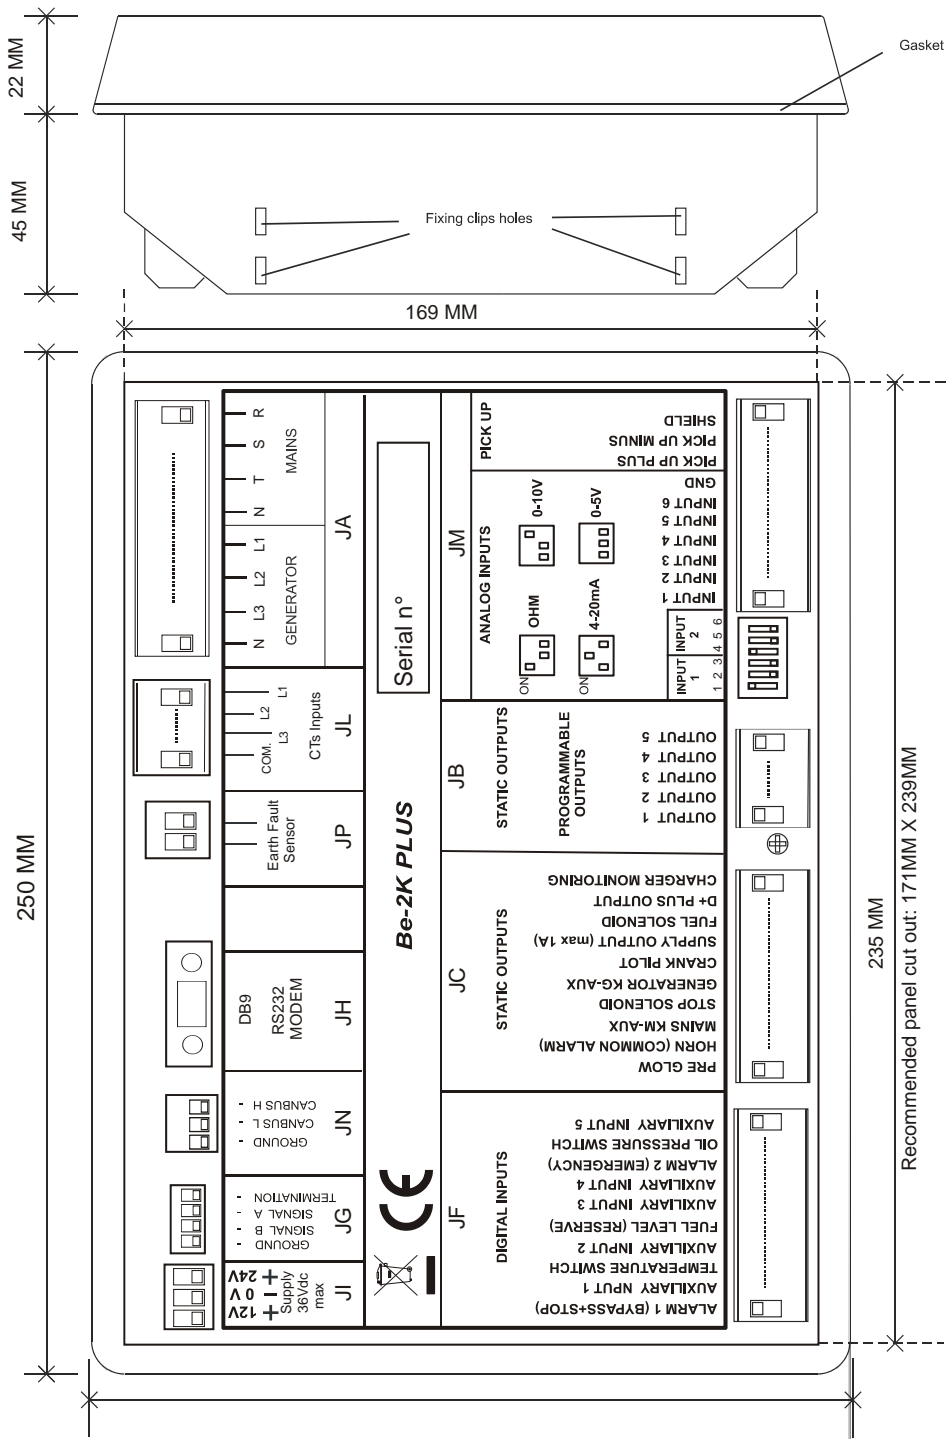 22 MM
Gasket
45 MM
Fixing clips holes
169 MM
250 MM
235 MM
Recommended panel cut out: 171MM X 239MM
R
S
T
N
MAINS
L1
L2
L3
N
GENERATOR
JA
L1
L2
L3
COM.
CTs Inputs
JL
Earth Fault
Sensor
JP
DB9
RS232
MODEM
JH
CANBUS H -
CANBUS L -
GROUND -
JN
TERMINATION -
SIGNAL A -
SIGNAL B -
GROUND -
JG
24V +
0 V -
12V +
Supply
36Vdc
max
JI
Serial n°
Be-2K PLUS
CE
JM
PICK UP
SHIELD
PICK UP MINUS
PICK UP PLUS
ANALOG INPUTS
0-10V
0-5V
OHM
4-20mA
ON
ON
GND
INPUT 6
INPUT 5
INPUT 4
INPUT 3
INPUT 2
INPUT 1
INPUT 1
INPUT 2
1 2 3 4 5 6
JB
STATIC OUTPUTS
PROGRAMMABLE
OUTPUTS
OUTPUT 5
OUTPUT 4
OUTPUT 3
OUTPUT 2
OUTPUT 1
JC
STATIC OUTPUTS
CHARGER MONITORING
D+ PLUS OUTPUT
FUEL SOLENOID
SUPPLY OUTPUT (max 1A)
CRANK PILOT
GENERATOR KG-AUX
STOP SOLENOID
MAINS KM-AUX
HORN (COMMON ALARM)
PRE GLOW
JF
DIGITAL INPUTS
AUXILIARY INPUT 5
OIL PRESSURE SWITCH
ALARM 2 (EMERGENCY)
AUXILIARY INPUT 4
AUXILIARY INPUT 3
FUEL LEVEL (RESERVE)
AUXILIARY INPUT 2
TEMPERATURE SWITCH
AUXILIARY NPUT 1
ALARM 1 (BYPASS+STOP)